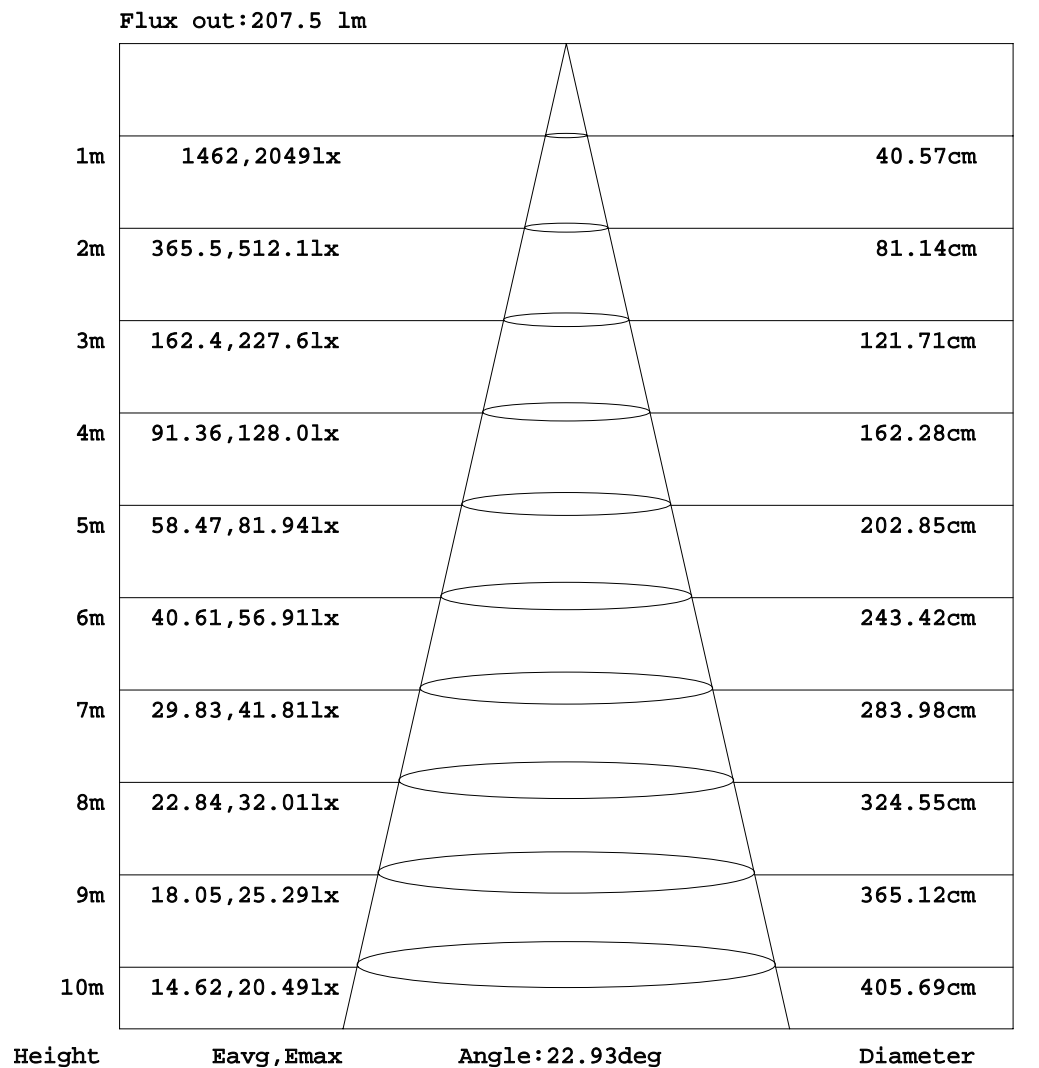 Flux out:207.5 lm
1m 1462,2049lx 40.57cm
2m 365.5,512.1lx 81.14cm
3m 162.4,227.6lx 121.71cm
4m 91.36,128.0lx 162.28cm
5m 58.47,81.94lx 202.85cm
6m 40.61,56.91lx 243.42cm
7m 29.83,41.81lx 283.98cm
8m 22.84,32.01lx 324.55cm
9m 18.05,25.29lx 365.12cm
10m 14.62,20.49lx 405.69cm
Height Eavg,Emax Angle:22.93deg Diameter